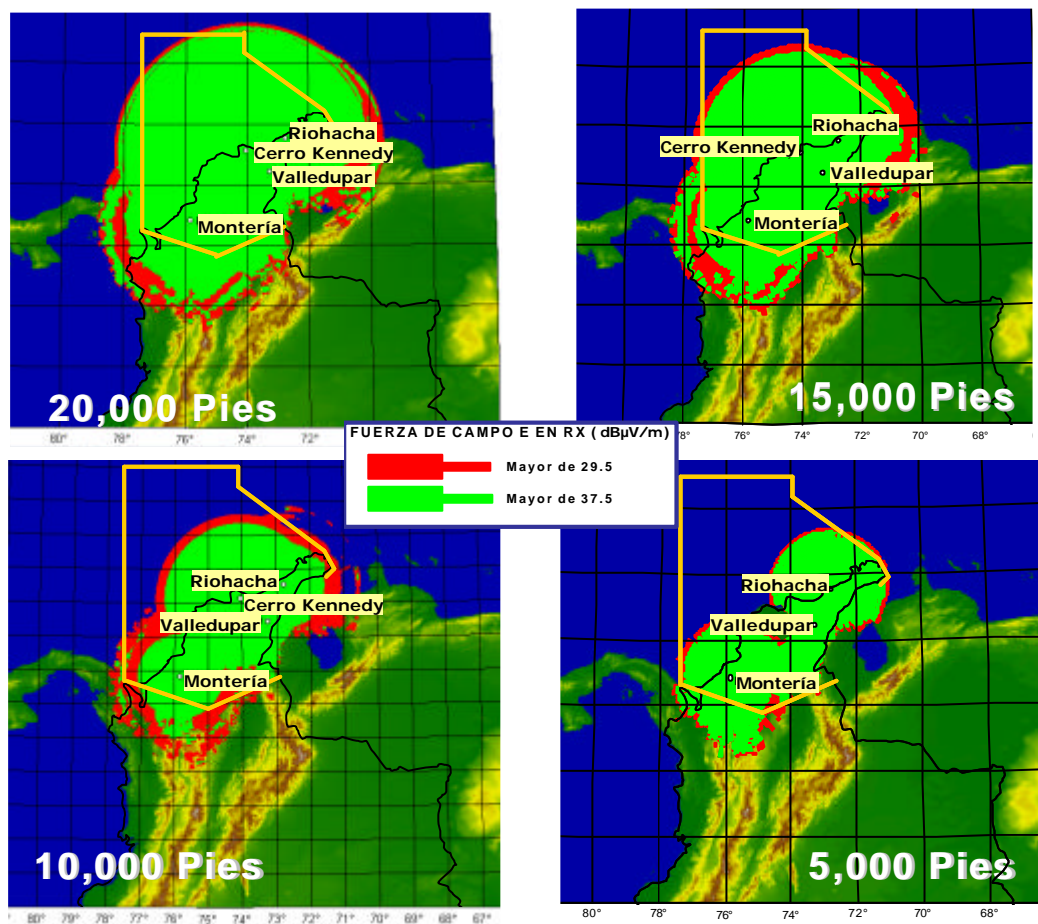 Riohacha
Cerro Kennedy
Valledupar
Montería
20,000 Pies
80° 78° 76° 74° 72°
Riohacha
Cerro Kennedy
Valledupar
Montería
15,000 Pies
78° 76° 74° 72° 70° 68°
FUERZA DE CAMPO E EN RX (dBµV/m)
Mayor de 29.5
Mayor de 37.5
Riohacha
Cerro Kennedy
Valledupar
Montería
10,000 Pies
80° 79° 78° 77° 76° 75° 74° 73° 72° 71° 70° 69° 68° 67°
Riohacha
Valledupar
Montería
5,000 Pies
80° 78° 76° 74° 72° 70° 68°